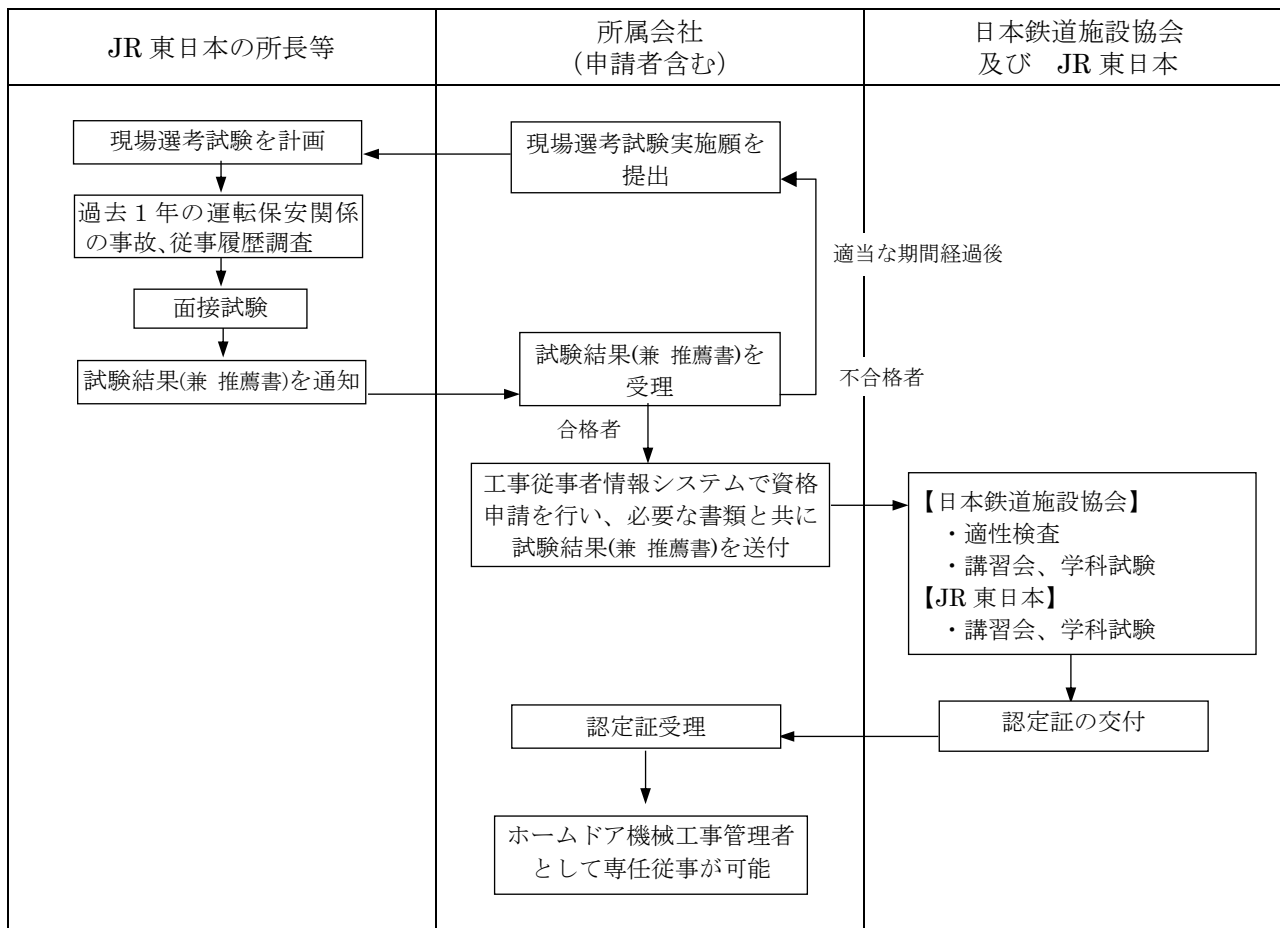 JR 東日本の所長等
所属会社
(申請者含む)
日本鉄道施設協会
及び JR 東日本
現場選考試験を計画
現場選考試験実施願を
提出
過去１年の運転保安関係
の事故、従事履歴調査
適当な期間経過後
面接試験
試験結果(兼 推薦書)を通知
試験結果(兼 推薦書)を
受理
不合格者
合格者
工事従事者情報システムで資格
申請を行い、必要な書類と共に
試験結果(兼 推薦書)を送付
【日本鉄道施設協会】
・適性検査
・講習会、学科試験
【JR 東日本】
・講習会、学科試験
認定証の交付
認定証受理
ホームドア機械工事管理者
として専任従事が可能